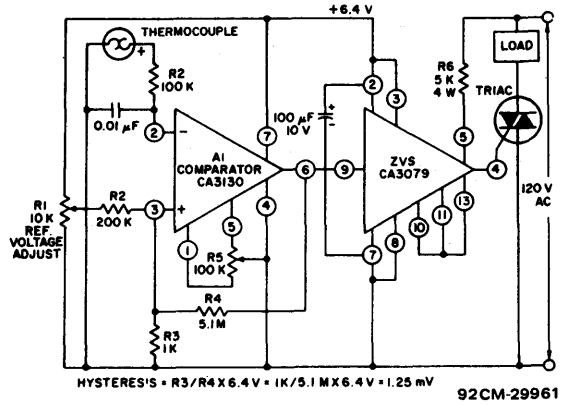 +6.4 V
THERMOCOUPLE
+
R2
100 K
0.01 μF
2
−
7
A1
COMPARATOR
CA3130
6
3
+
4
5
1
R1
10 K
REF.
VOLTAGE
ADJUST
R2
200 K
R5
100 K
R4
5.1M
R3
1K
100 μF
10 V
+
−
2
3
9
ZVS
CA3079
5
4
7
8
10
11
13
R6
5 K
4 W
LOAD
TRIAC
120 V
AC
HYSTERES'S = R3/R4 X 6.4V = 1K/5.1 M X 6.4V = 1.25 mV
92CM-29961